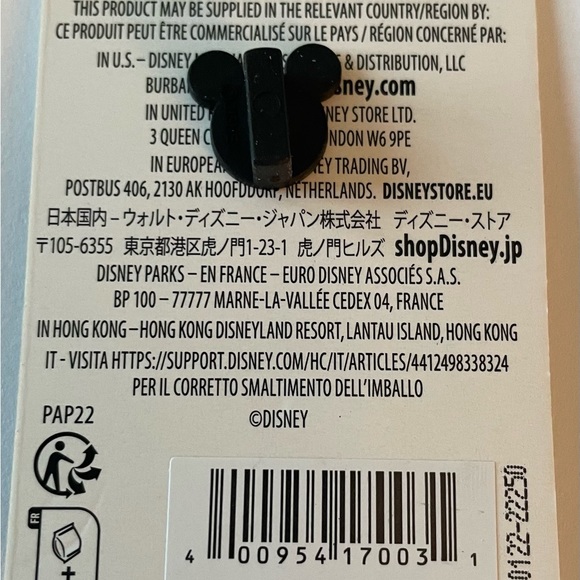 THIS PRODUCT MAY BE SUPPLIED IN THE RELEVANT COUNTRY/REGION BY:
CE PRODUIT PEUT ÊTRE COMMERCIALISÉ SUR LE PAYS / RÉGION CONCERNÉ PAR:
IN U.S. – DISNEY & DISTRIBUTION, LLC
.com
IN STORE LTD.
3 QUEEN W6 9PE
IN TRADING BV,
POSTBUS 406, 2130 AK HOOFDDORP, NETHERLANDS. DISNEYSTORE.EU
日本国内 – ウォルト・ディズニー・ジャパン株式会社 ディズニー・ストア
〒105-6355 東京都港区虎ノ門1-23-1 虎ノ門ヒルズ shopDisney.jp
DISNEY PARKS – EN FRANCE – EURO DISNEY ASSOCIÉS S.A.S.
BP 100 – 77777 MARNE-LA-VALLÉE CEDEX 04, FRANCE
IN HONG KONG – HONG KONG DISNEYLAND RESORT, LANTAU ISLAND, HONG KONG
IT - VISITA HTTPS://SUPPORT.DISNEY.COM/HC/IT/ARTICLES/4412498338324
PER IL CORRETTO SMALTIMENTO DELL'IMBALLO
©DISNEY
PAP22
FR
+
4 00954 17003 1
0122-22250